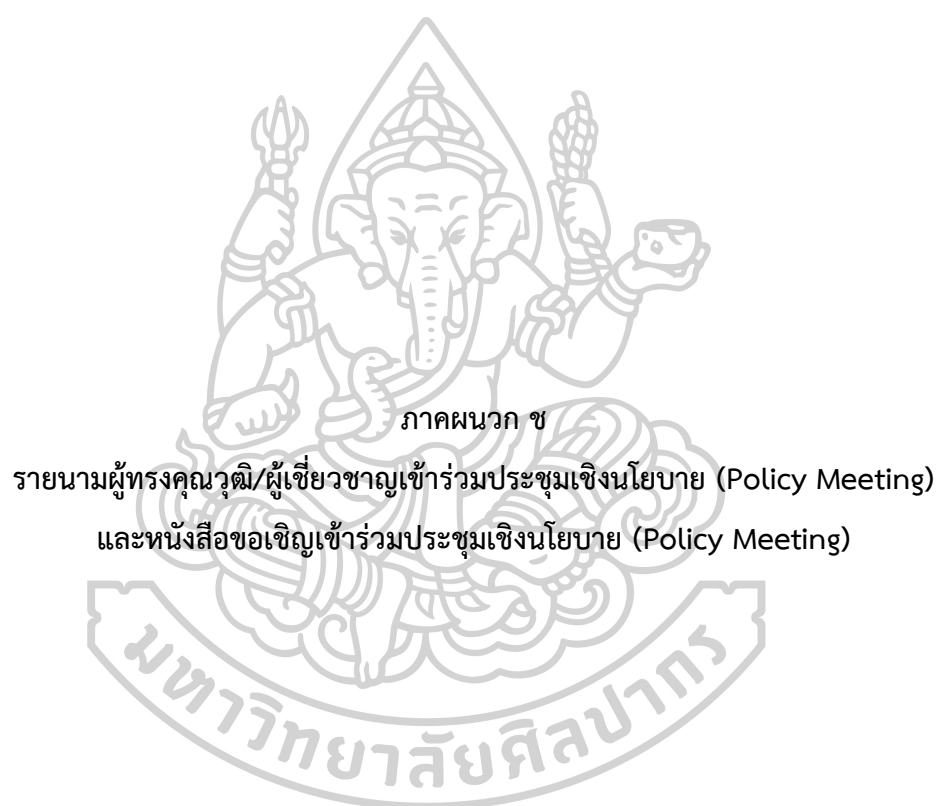 ภาคผนวก ช
รายนามผู้ทรงคุณวุฒิ/ผู้เชี่ยวชาญเข้าร่วมประชุมเชิงนโยบาย (Policy Meeting)
และหนังสือขอเชิญเข้าร่วมประชุมเชิงนโยบาย (Policy Meeting)
มหาวิทยาลัยศิลปากร